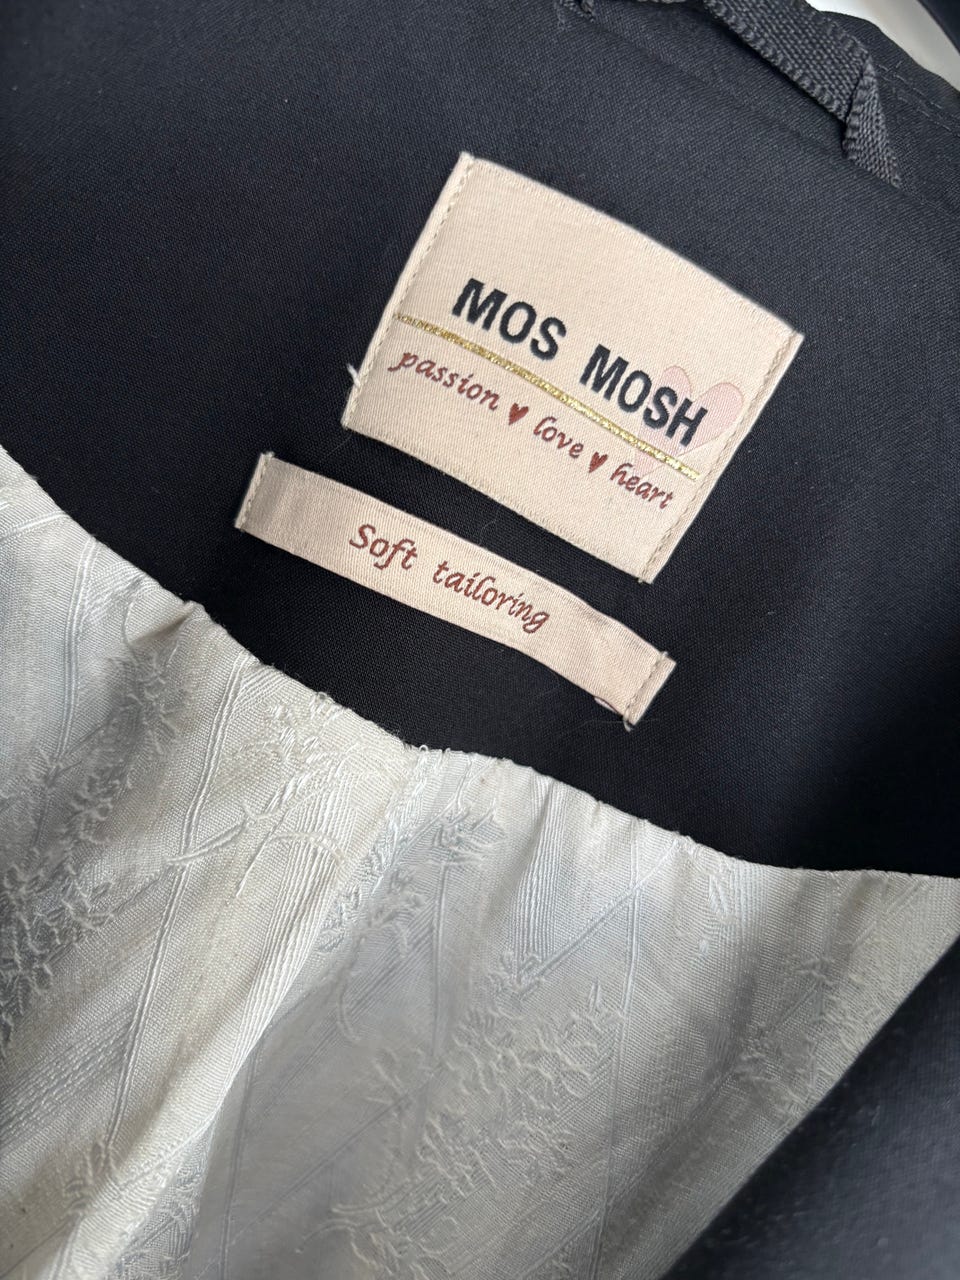 MOS MOSH
passion ♥ love ♥ heart
Soft tailoring